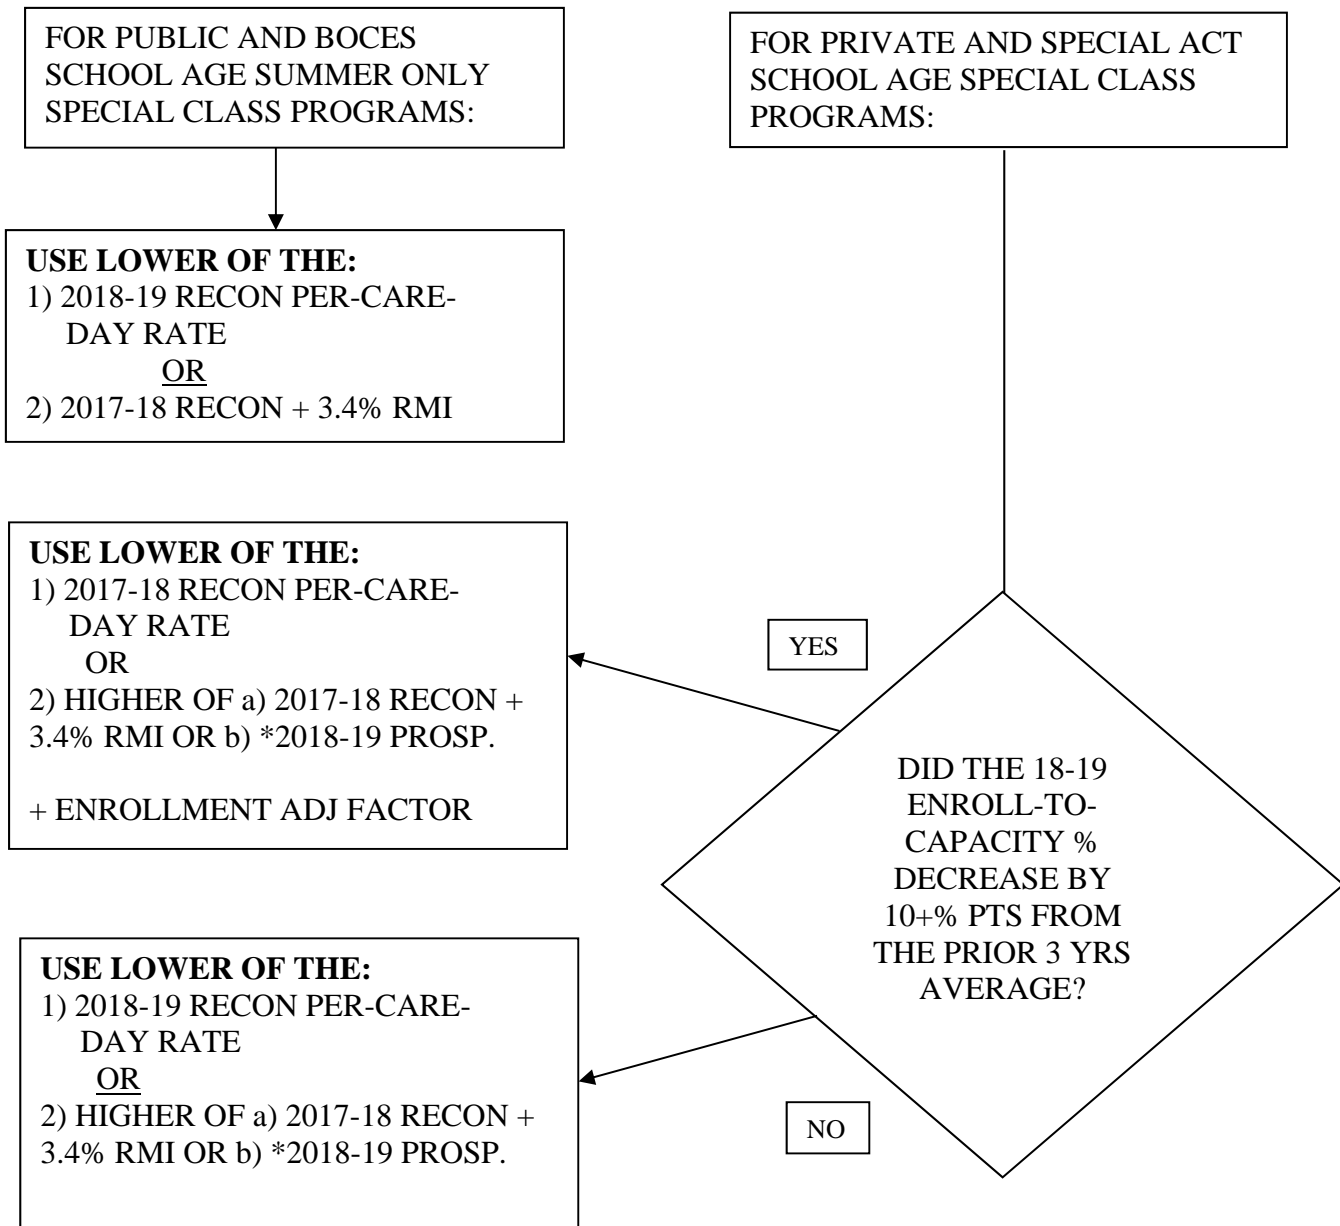 FOR PUBLIC AND BOCES
SCHOOL AGE SUMMER ONLY
SPECIAL CLASS PROGRAMS:
FOR PRIVATE AND SPECIAL ACT
SCHOOL AGE SPECIAL CLASS
PROGRAMS:
USE LOWER OF THE:
1) 2018-19 RECON PER-CARE-
DAY RATE
OR
2) 2017-18 RECON + 3.4% RMI
USE LOWER OF THE:
1) 2017-18 RECON PER-CARE-
DAY RATE
OR
2) HIGHER OF a) 2017-18 RECON +
3.4% RMI OR b) *2018-19 PROSP.
+ ENROLLMENT ADJ FACTOR
YES
DID THE 18-19
ENROLL-TO-
CAPACITY %
DECREASE BY
10+% PTS FROM
THE PRIOR 3 YRS
AVERAGE?
USE LOWER OF THE:
1) 2018-19 RECON PER-CARE-
DAY RATE
OR
2) HIGHER OF a) 2017-18 RECON +
3.4% RMI OR b) *2018-19 PROSP.
NO